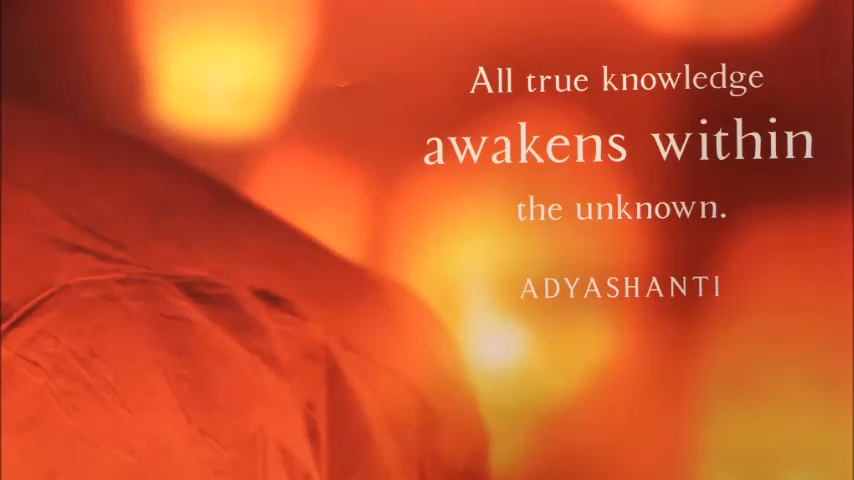 All true knowledge
awakens within
the unknown.
ADYASHANTI